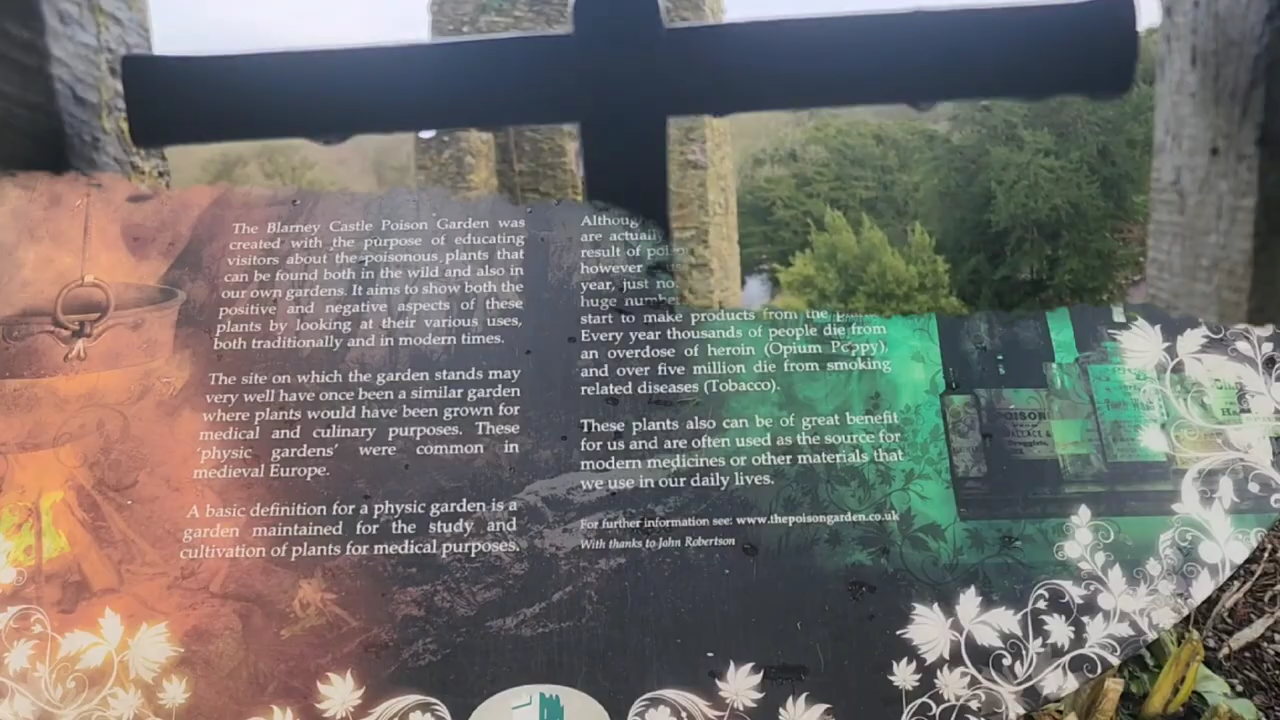 The Blarney Castle Poison Garden was
created with the purpose of educating
visitors about the poisonous plants that
can be found both in the wild and also in
our own gardens. It aims to show both the
positive and negative aspects of these
plants by looking at their various uses,
both traditionally and in modern times.
The site on which the garden stands may
very well have once been a similar garden
where plants would have been grown for
medical and culinary purposes. These
'physic gardens' were common in
medieval Europe.
A basic definition for a physic garden is a
garden maintained for the study and
cultivation of plants for medical purposes.
are actually
result of
however
year, just
huge
start to make products from the
Every year thousands of people die from
an overdose of heroin (Opium Poppy),
and over five million die from smoking
related diseases (Tobacco).
These plants also can be of great benefit
for us and are often used as the source for
modern medicines or other materials that
we use in our daily lives.
For further information see: www.thepoisongarden.co.uk
With thanks to John Robertson
POISON